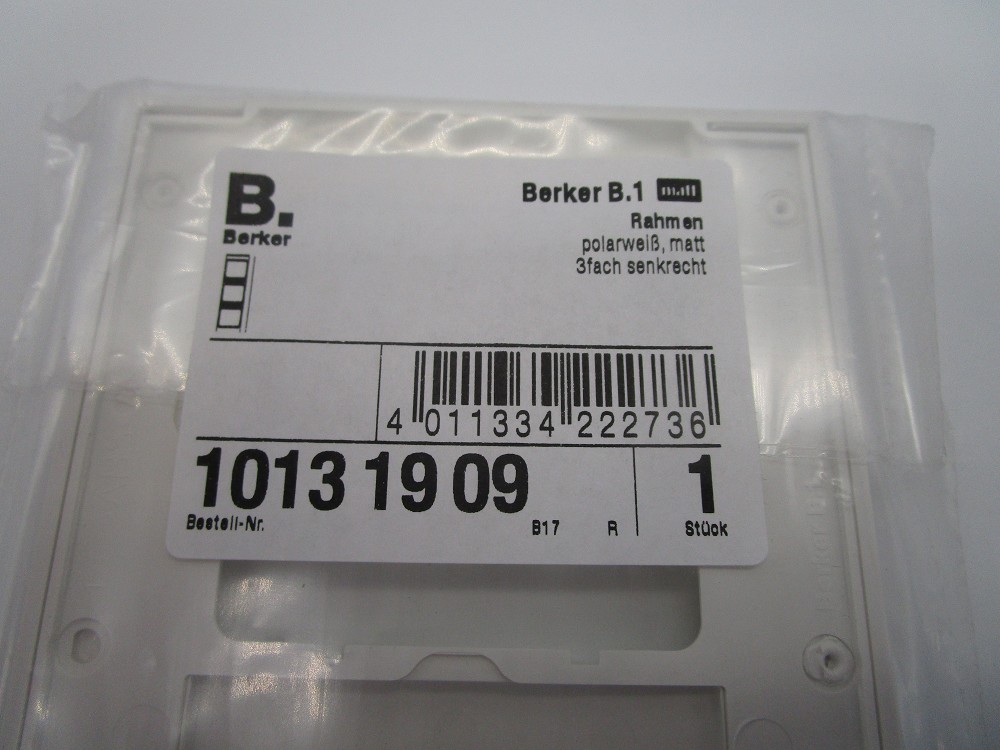 B.
Berker
Berker B.1 matt
Rahmen
polarweiß, matt
3fach senkrecht
4 011334 222736
1013 19 09
Bestell-Nr.
B17 R
1
Stück